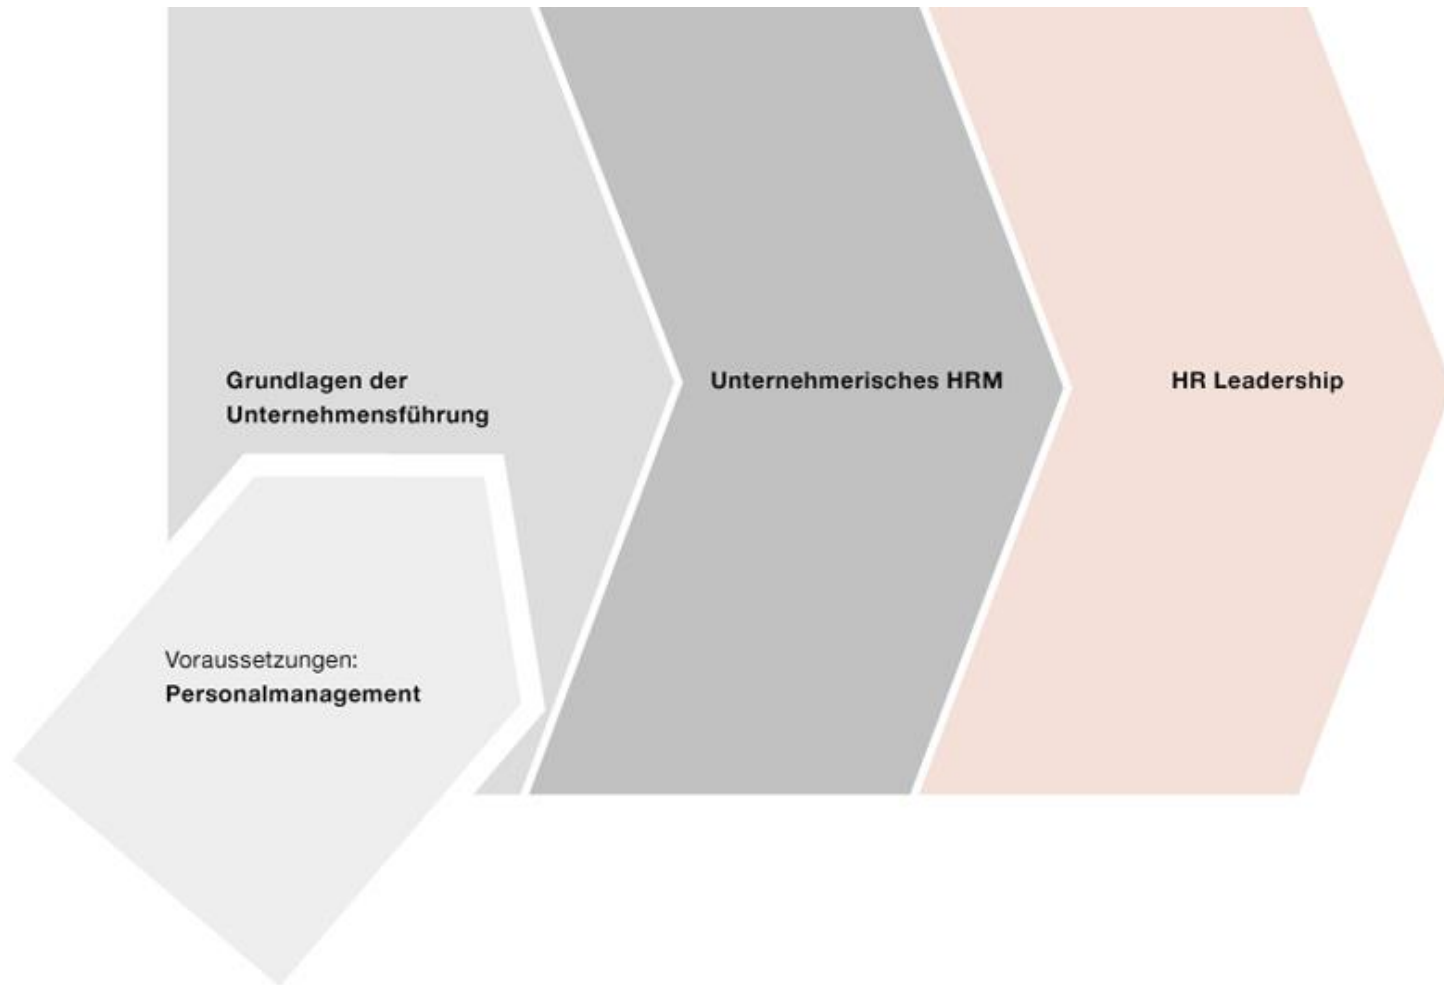 Grundlagen der
Unternehmensführung
Unternehmerisches HRM
HR Leadership
Voraussetzungen:
Personalmanagement